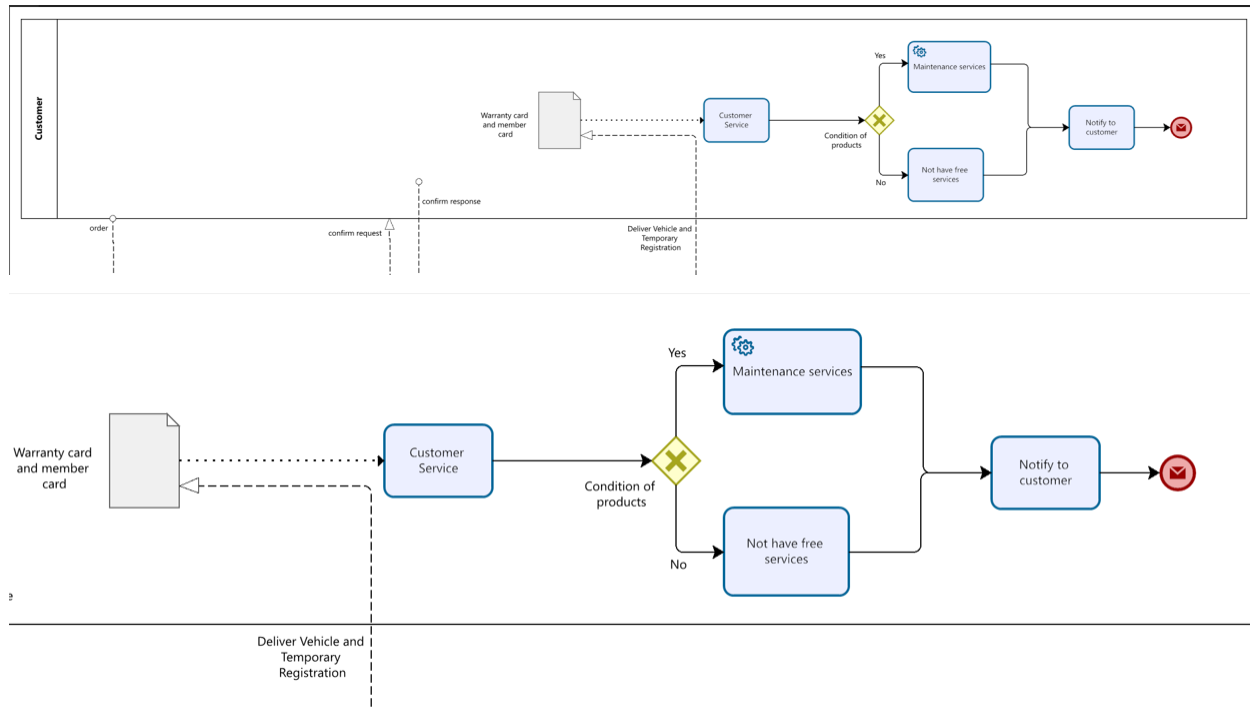 Customer
Warranty card
and member
card
Customer
Service
Condition of
products
Yes
No
Maintenance services
Not have free
services
Notify to
customer
order
confirm request
confirm response
Deliver Vehicle and
Temporary
Registration
Warranty card
and member
card
Customer
Service
Condition of
products
Yes
No
Maintenance services
Not have free
services
Notify to
customer
e
Deliver Vehicle and
Temporary
Registration